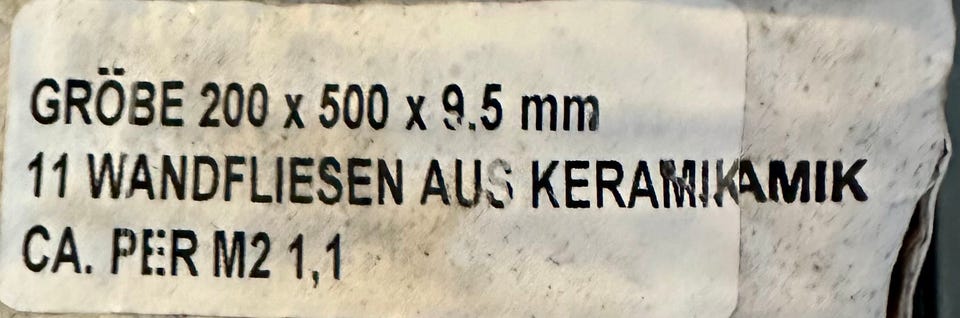 GRÖBE 200 x 500 x 9.5 mm
11 WANDFLIESEN AUS KERAMIKAMIK
CA. PER M2 1,1